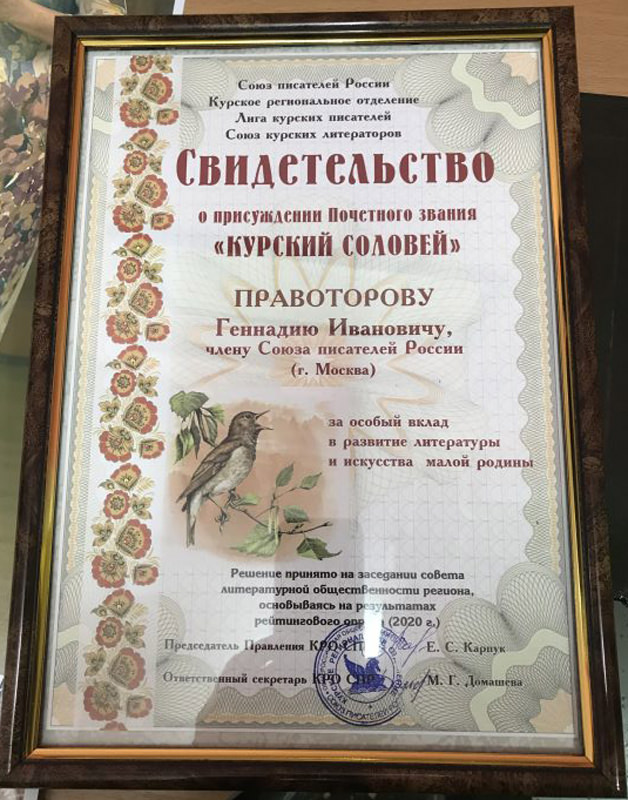 Союз писателей России
Курское региональное отделение
Лига курских писателей
Союз курских литераторов
Свидетельство
о присуждении Почетного звания
«КУРСКИЙ СОЛОВЕЙ»
ПРАВОТОРОВУ
Геннадию Ивановичу,
члену Союза писателей России
(г. Москва)
за особый вклад
в развитие литературы
и искусства малой родины
Решение принято на заседании совета
литературной общественности региона,
основываясь на результатах
рейтингового опроса (2020 г.)
Председатель Правления КРО СПР Е. С. Карпук
Ответственный секретарь КРО СПР М. Г. Домашева